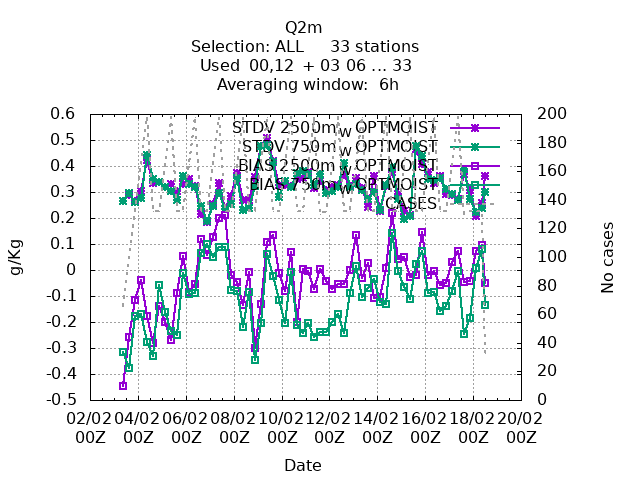 Q2m
Selection: ALL 33 stations
Used 00,12 + 03 06 ... 33
Averaging window: 6h
STDV 2500m_W OPTMOIST
STDV 750m_W OPTMOIST
BIAS 2500m_W OPTMOIST
BIAS 750m_W OPTMOIST
CASES
g/Kg
0.6
0.5
0.4
0.3
0.2
0.1
0
-0.1
-0.2
-0.3
-0.4
-0.5
No cases
200
180
160
140
120
100
80
60
40
20
0
02/02 04/02 06/02 08/02 10/02 12/02 14/02 16/02 18/02 20/02
00Z 00Z 00Z 00Z 00Z 00Z 00Z 00Z 00Z 00Z
Date